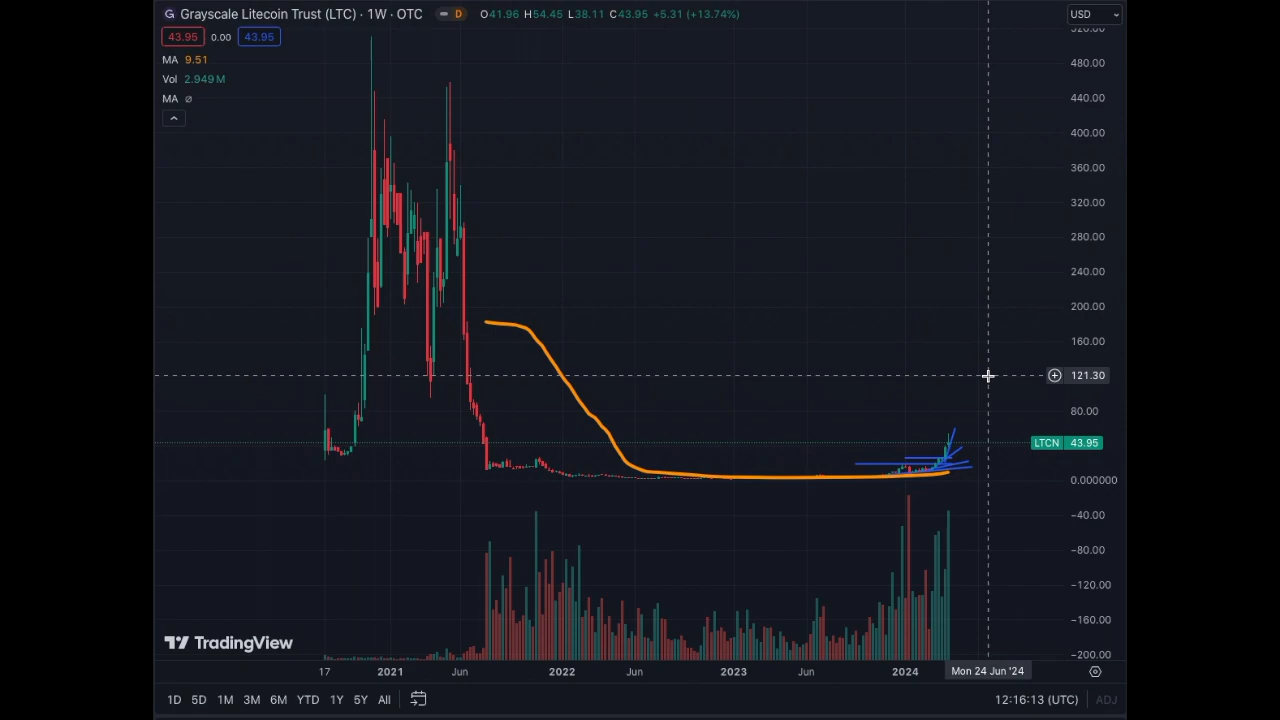 Grayscale Litecoin Trust (LTC) · 1W · OTC D O41.96 H54.45 L38.11 C43.95 +5.31 (+13.74%) USD
43.95 0.00 43.95
MA 9.51
Vol 2.949M
MA ∅
520.00
480.00
440.00
400.00
360.00
320.00
280.00
240.00
200.00
160.00
121.30
80.00
LTCN 43.95
0.000000
−40.00
−80.00
−120.00
−160.00
−200.00
TradingView
17 2021 Jun 2022 Jun 2023 Jun 2024 Mon 24 Jun '24
1D 5D 1M 3M 6M YTD 1Y 5Y All 12:16:13 (UTC) ADJ